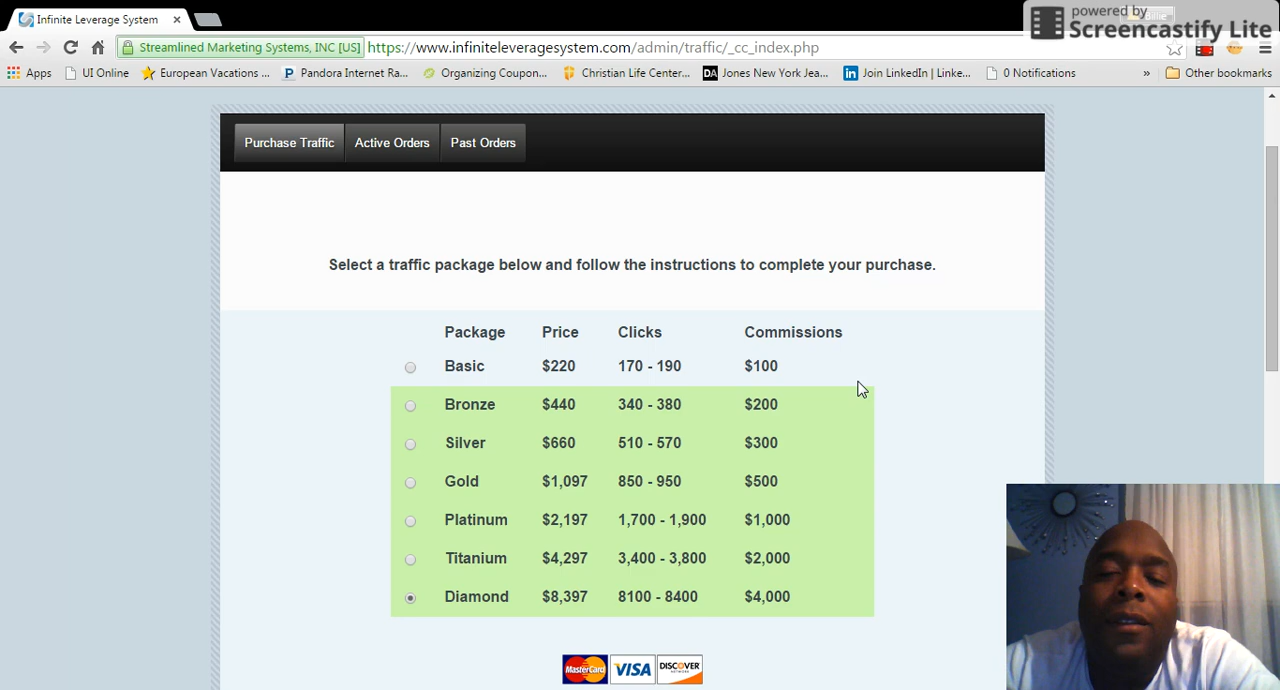 powered by
Screencastify Lite
Infinite Leverage System
Streamlined Marketing Systems, INC [US] https://www.infiniteleveragesystem.com/admin/traffic/_cc_index.php
Apps UI Online European Vacations ... Pandora Internet Ra... Organizing Coupon... Christian Life Center... DA Jones New York Jea... in Join LinkedIn | Linke... 0 Notifications » Other bookmarks
Purchase Traffic Active Orders Past Orders
Select a traffic package below and follow the instructions to complete your purchase.
Package Price Clicks Commissions
Basic $220 170 - 190 $100
Bronze $440 340 - 380 $200
Silver $660 510 - 570 $300
Gold $1,097 850 - 950 $500
Platinum $2,197 1,700 - 1,900 $1,000
Titanium $4,297 3,400 - 3,800 $2,000
Diamond $8,397 8100 - 8400 $4,000
MasterCard VISA DISCOVER